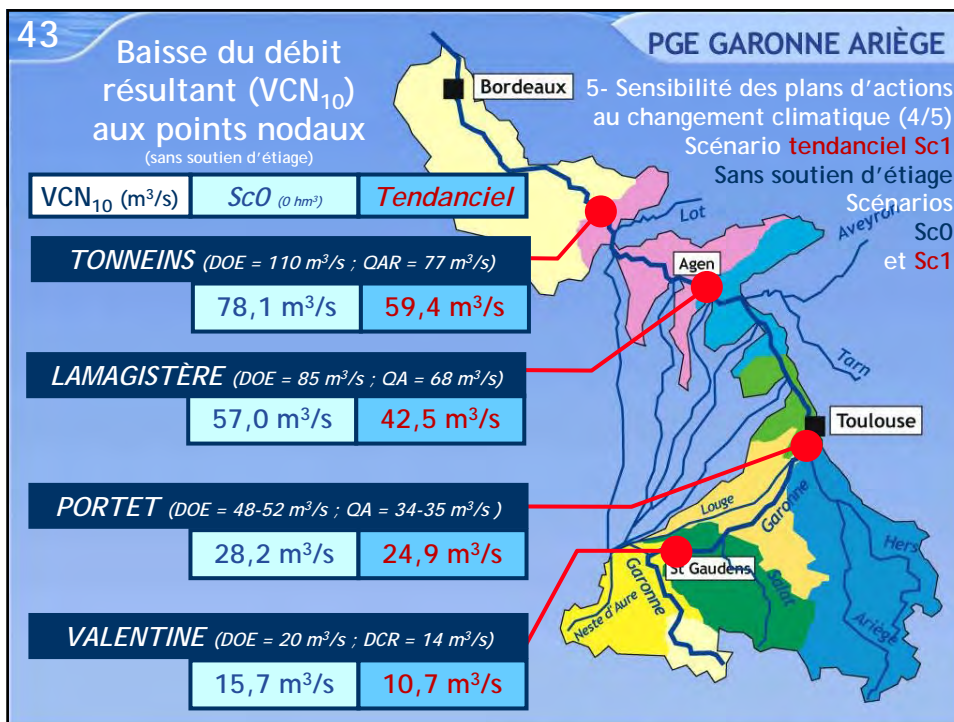 43
Baisse du débit
résultant (VCN₁₀)
aux points nodaux
(sans soutien d'étiage)
PGE GARONNE ARIÈGE
5- Sensibilité des plans d'actions
au changement climatique (4/5)
Scénario tendanciel Sc1
Sans soutien d'étiage
Scénarios
Sc0
et Sc1
VCN₁₀ (m³/s) Sc0 (0 hm³) Tendanciel
TONNEINS (DOE = 110 m³/s ; QAR = 77 m³/s)
78,1 m³/s 59,4 m³/s
LAMAGISTÈRE (DOE = 85 m³/s ; QA = 68 m³/s)
57,0 m³/s 42,5 m³/s
PORTET (DOE = 48-52 m³/s ; QA = 34-35 m³/s )
28,2 m³/s 24,9 m³/s
VALENTINE (DOE = 20 m³/s ; DCR = 14 m³/s)
15,7 m³/s 10,7 m³/s
Bordeaux
Lot
Aveyron
Agen
Tarn
Toulouse
Louge
Garonne
Hers
St Gaudens
Salat
Garonne
Neste d'Aure
Ariège